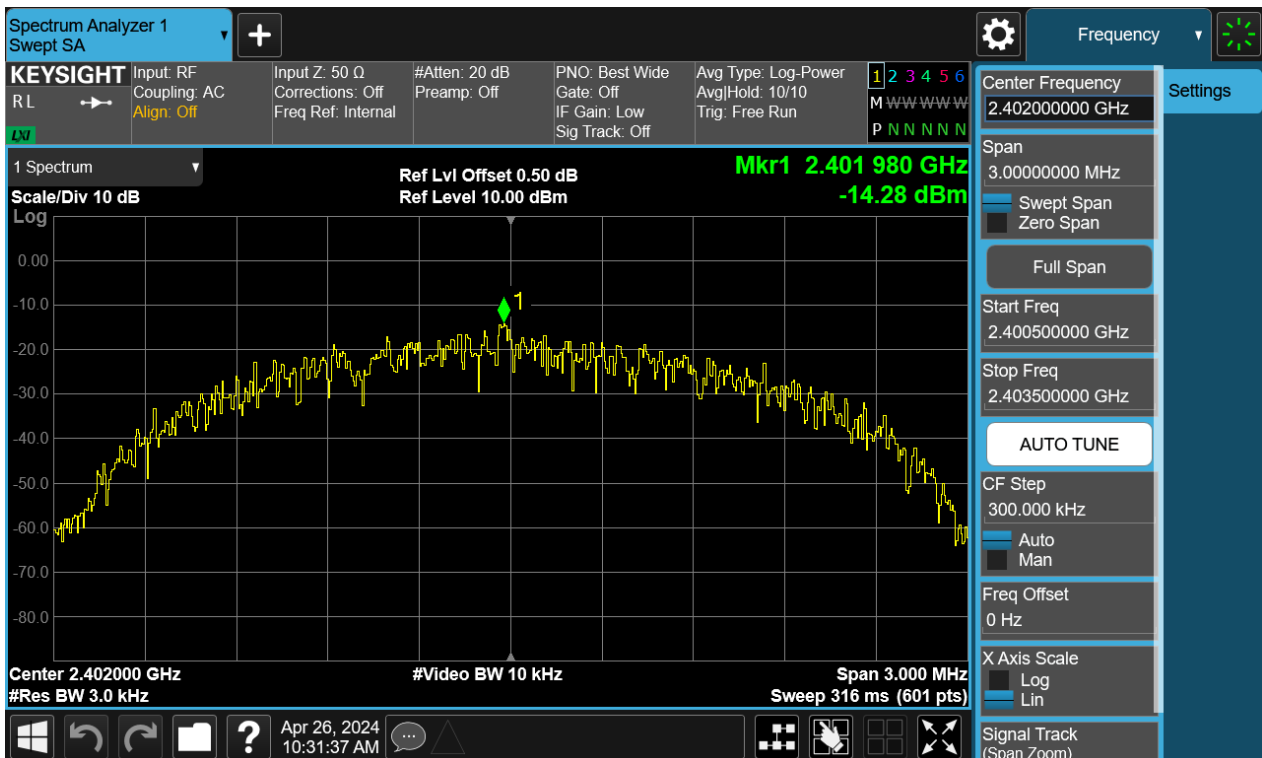 Spectrum Analyzer 1
Swept SA
+
Frequency
KEYSIGHT
R L
LXI
Input: RF
Coupling: AC
Align: Off
Input Z: 50 Ω
Corrections: Off
Freq Ref: Internal
#Atten: 20 dB
Preamp: Off
PNO: Best Wide
Gate: Off
IF Gain: Low
Sig Track: Off
Avg Type: Log-Power
Avg|Hold: 10/10
Trig: Free Run
1 2 3 4 5 6
M W W W W W
P N N N N N
1 Spectrum
Scale/Div 10 dB
Log
Ref Lvl Offset 0.50 dB
Ref Level 10.00 dBm
Mkr1 2.401 980 GHz
-14.28 dBm
1
0.00
-10.0
-20.0
-30.0
-40.0
-50.0
-60.0
-70.0
-80.0
Center 2.402000 GHz
#Video BW 10 kHz
Span 3.000 MHz
#Res BW 3.0 kHz
Sweep 316 ms (601 pts)
Settings
Center Frequency
2.402000000 GHz
Span
3.00000000 MHz
Swept Span
Zero Span
Full Span
Start Freq
2.400500000 GHz
Stop Freq
2.403500000 GHz
AUTO TUNE
CF Step
300.000 kHz
Auto
Man
Freq Offset
0 Hz
X Axis Scale
Log
Lin
Signal Track
(Span Zoom)
?
Apr 26, 2024
10:31:37 AM